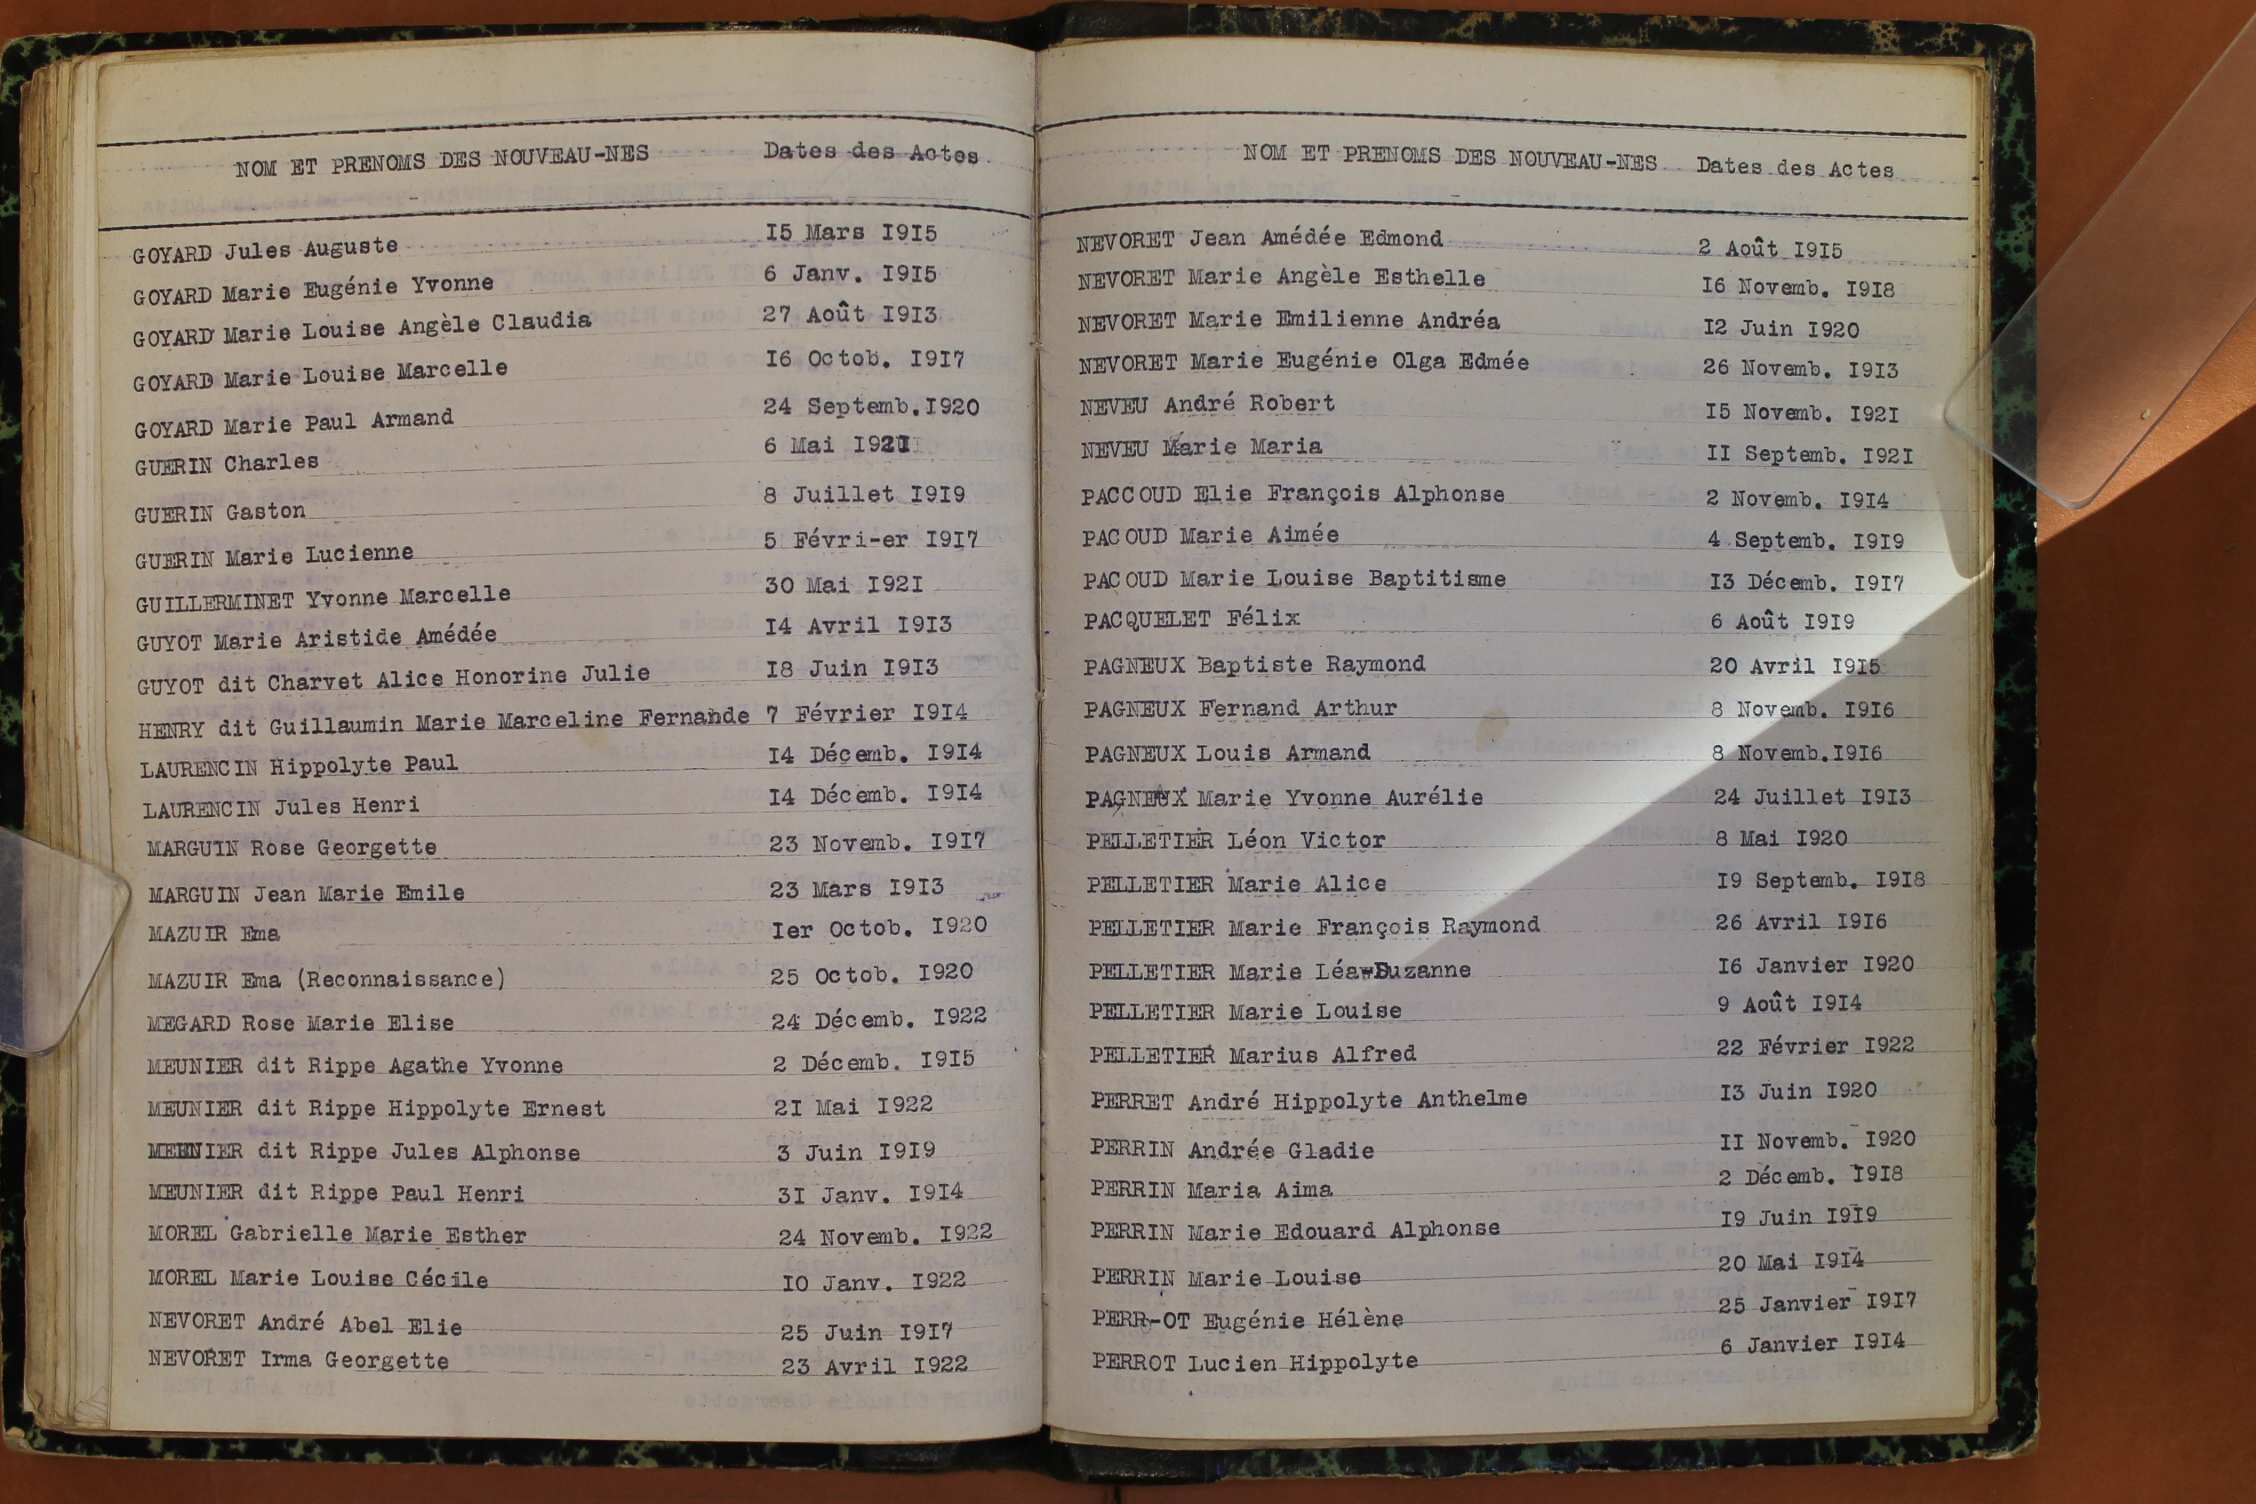 NOM ET PRENOMS DES NOUVEAU-NES Dates des Actes
GOYARD Jules Auguste 15 Mars 1915
GOYARD Marie Eugénie Yvonne 6 Janv. 1915
GOYARD Marie Louise Angèle Claudia 27 Août 1913
GOYARD Marie Louise Marcelle 16 Octob. 1917
GOYARD Marie Paul Armand 24 Septemb.1920
GUERIN Charles 6 Mai 1921
GUERIN Gaston 8 Juillet 1919
GUERIN Marie Lucienne 5 Févri-er 1917
GUILLERMINET Yvonne Marcelle 30 Mai 1921
GUYOT Marie Aristide Amédée 14 Avril 1913
GUYOT dit Charvet Alice Honorine Julie 18 Juin 1913
HENRY dit Guillaumin Marie Marceline Fernande 7 Février 1914
LAURENCIN Hippolyte Paul 14 Décemb. 1914
LAURENCIN Jules Henri 14 Décemb. 1914
MARGUIN Rose Georgette 23 Novemb. 1917
MARGUIN Jean Marie Emile 23 Mars 1913
MAZUIR Ema 1er Octob. 1920
MAZUIR Ema (Reconnaissance) 25 Octob. 1920
MEGARD Rose Marie Elise 24 Décemb. 1922
MEUNIER dit Rippe Agathe Yvonne 2 Décemb. 1915
MEUNIER dit Rippe Hippolyte Ernest 21 Mai 1922
MEUNIER dit Rippe Jules Alphonse 3 Juin 1919
MEUNIER dit Rippe Paul Henri 31 Janv. 1914
MOREL Gabrielle Marie Esther 24 Novemb. 1922
MOREL Marie Louise Cécile 10 Janv. 1922
NEVORET André Abel Elie 25 Juin 1917
NEVORET Irma Georgette 23 Avril 1922
NOM ET PRENOMS DES NOUVEAU-NES Dates des Actes
NEVORET Jean Amédée Edmond 2 Août 1915
NEVORET Marie Angèle Esthelle 16 Novemb. 1918
NEVORET Marie Emilienne Andréa 12 Juin 1920
NEVORET Marie Eugénie Olga Edmée 26 Novemb. 1913
NEVEU André Robert 15 Novemb. 1921
NEVEU Marie Maria 11 Septemb. 1921
PACCOUD Elie François Alphonse 2 Novemb. 1914
PACOUD Marie Aimée 4 Septemb. 1919
PACOUD Marie Louise Baptitisme 13 Décemb. 1917
PACQUELET Félix 6 Août 1919
PAGNEUX Baptiste Raymond 20 Avril 1915
PAGNEUX Fernand Arthur 8 Novemb. 1916
PAGNEUX Louis Armand 8 Novemb.1916
PAGNEUX Marie Yvonne Aurélie 24 Juillet 1913
PELLETIER Léon Victor 8 Mai 1920
PELLETIER Marie Alice 19 Septemb. 1918
PELLETIER Marie François Raymond 26 Avril 1916
PELLETIER Marie Léa Suzanne 16 Janvier 1920
PELLETIER Marie Louise 9 Août 1914
PELLETIER Marius Alfred 22 Février 1922
PERRET André Hippolyte Anthelme 13 Juin 1920
PERRIN Andrée Gladie 11 Novemb. 1920
PERRIN Maria Aima 2 Décemb. 1918
PERRIN Marie Edouard Alphonse 19 Juin 1919
PERRIN Marie Louise 20 Mai 1914
PERR-OT Eugénie Hélène 25 Janvier 1917
PERROT Lucien Hippolyte 6 Janvier 1914